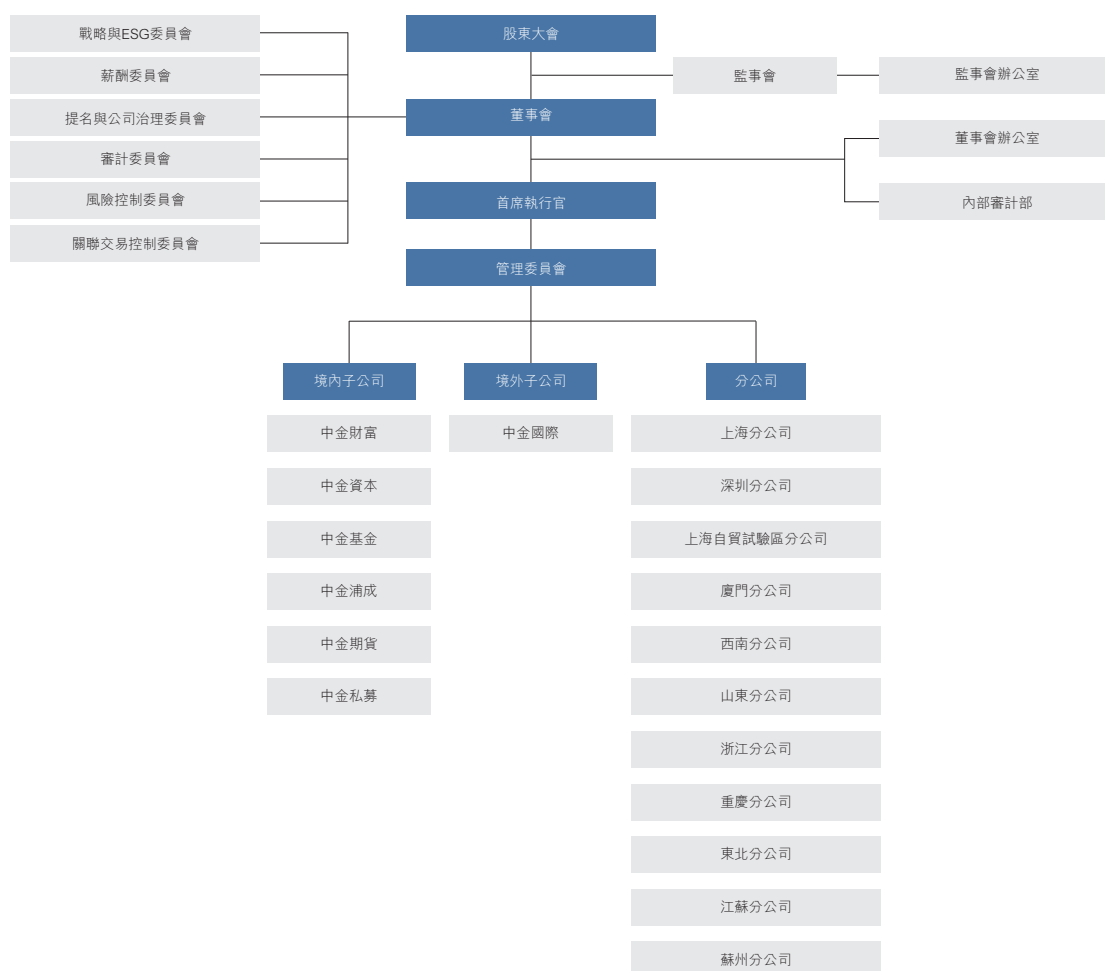 戰略與ESG委員會
薪酬委員會
提名與公司治理委員會
審計委員會
風險控制委員會
關聯交易控制委員會
股東大會
監事會
監事會辦公室
董事會
董事會辦公室
內部審計部
首席執行官
管理委員會
境內子公司
中金財富
中金資本
中金基金
中金浦成
中金期貨
中金私募
境外子公司
中金國際
分公司
上海分公司
深圳分公司
上海自貿試驗區分公司
廈門分公司
西南分公司
山東分公司
浙江分公司
重慶分公司
東北分公司
江蘇分公司
蘇州分公司